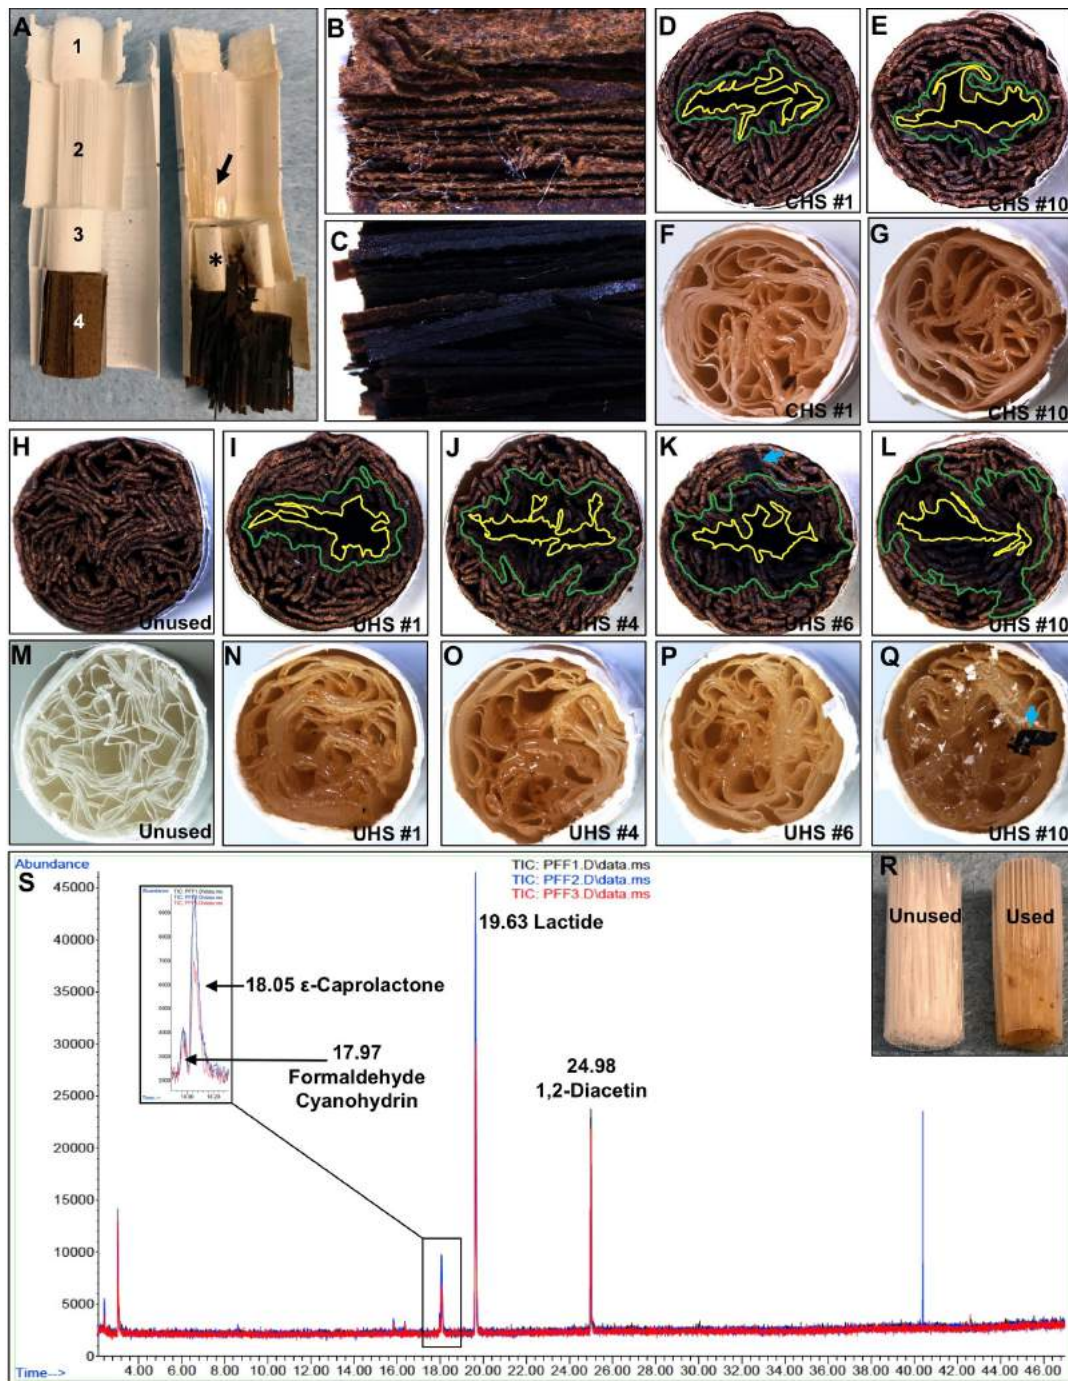 A
1
2
3
4
*
B
C
D
CHS #1
E
CHS #10
F
CHS #1
G
CHS #10
H
Unused
I
UHS #1
J
UHS #4
K
UHS #6
L
UHS #10
M
Unused
N
UHS #1
O
UHS #4
P
UHS #6
Q
UHS #10
R
Unused
Used
S
Abundance
TIC: PFF1.D\data.ms
TIC: PFF2.D\data.ms
TIC: PFF3.D\data.ms
45000
40000
35000
30000
25000
20000
15000
10000
5000
0
19.63 Lactide
18.05 ε-Caprolactone
17.97
Formaldehyde
Cyanohydrin
24.98
1,2-Diacetin
Time-->
4.00 6.00 8.00 10.00 12.00 14.00 16.00 18.00 20.00 22.00 24.00 26.00 28.00 30.00 32.00 34.00 36.00 38.00 40.00 42.00 44.00 46.00